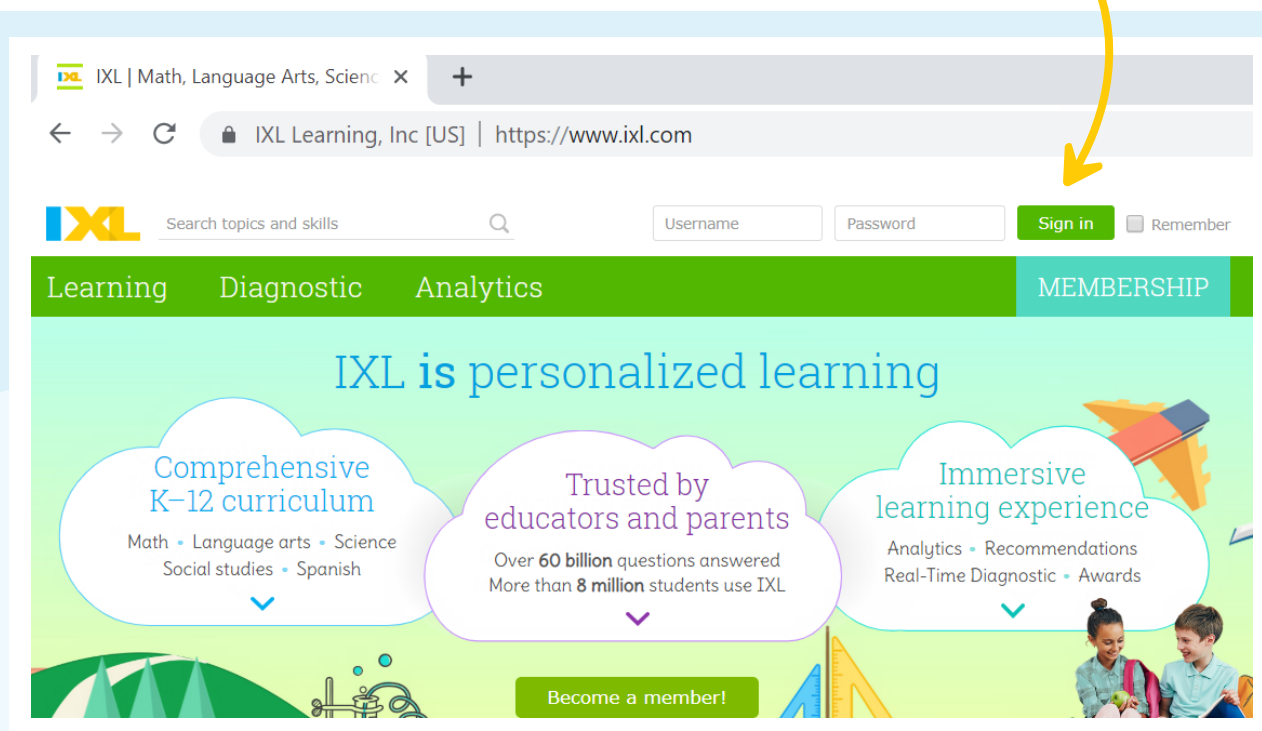 IXL | Math, Language Arts, Scienc
IXL Learning, Inc [US] | https://www.ixl.com
IXL
Search topics and skills
Username
Password
Sign in
Remember
Learning
Diagnostic
Analytics
MEMBERSHIP
IXL is personalized learning
Comprehensive
K–12 curriculum
Math • Language arts • Science
Social studies • Spanish
Trusted by
educators and parents
Over 60 billion questions answered
More than 8 million students use IXL
Immersive
learning experience
Analytics • Recommendations
Real-Time Diagnostic • Awards
Become a member!